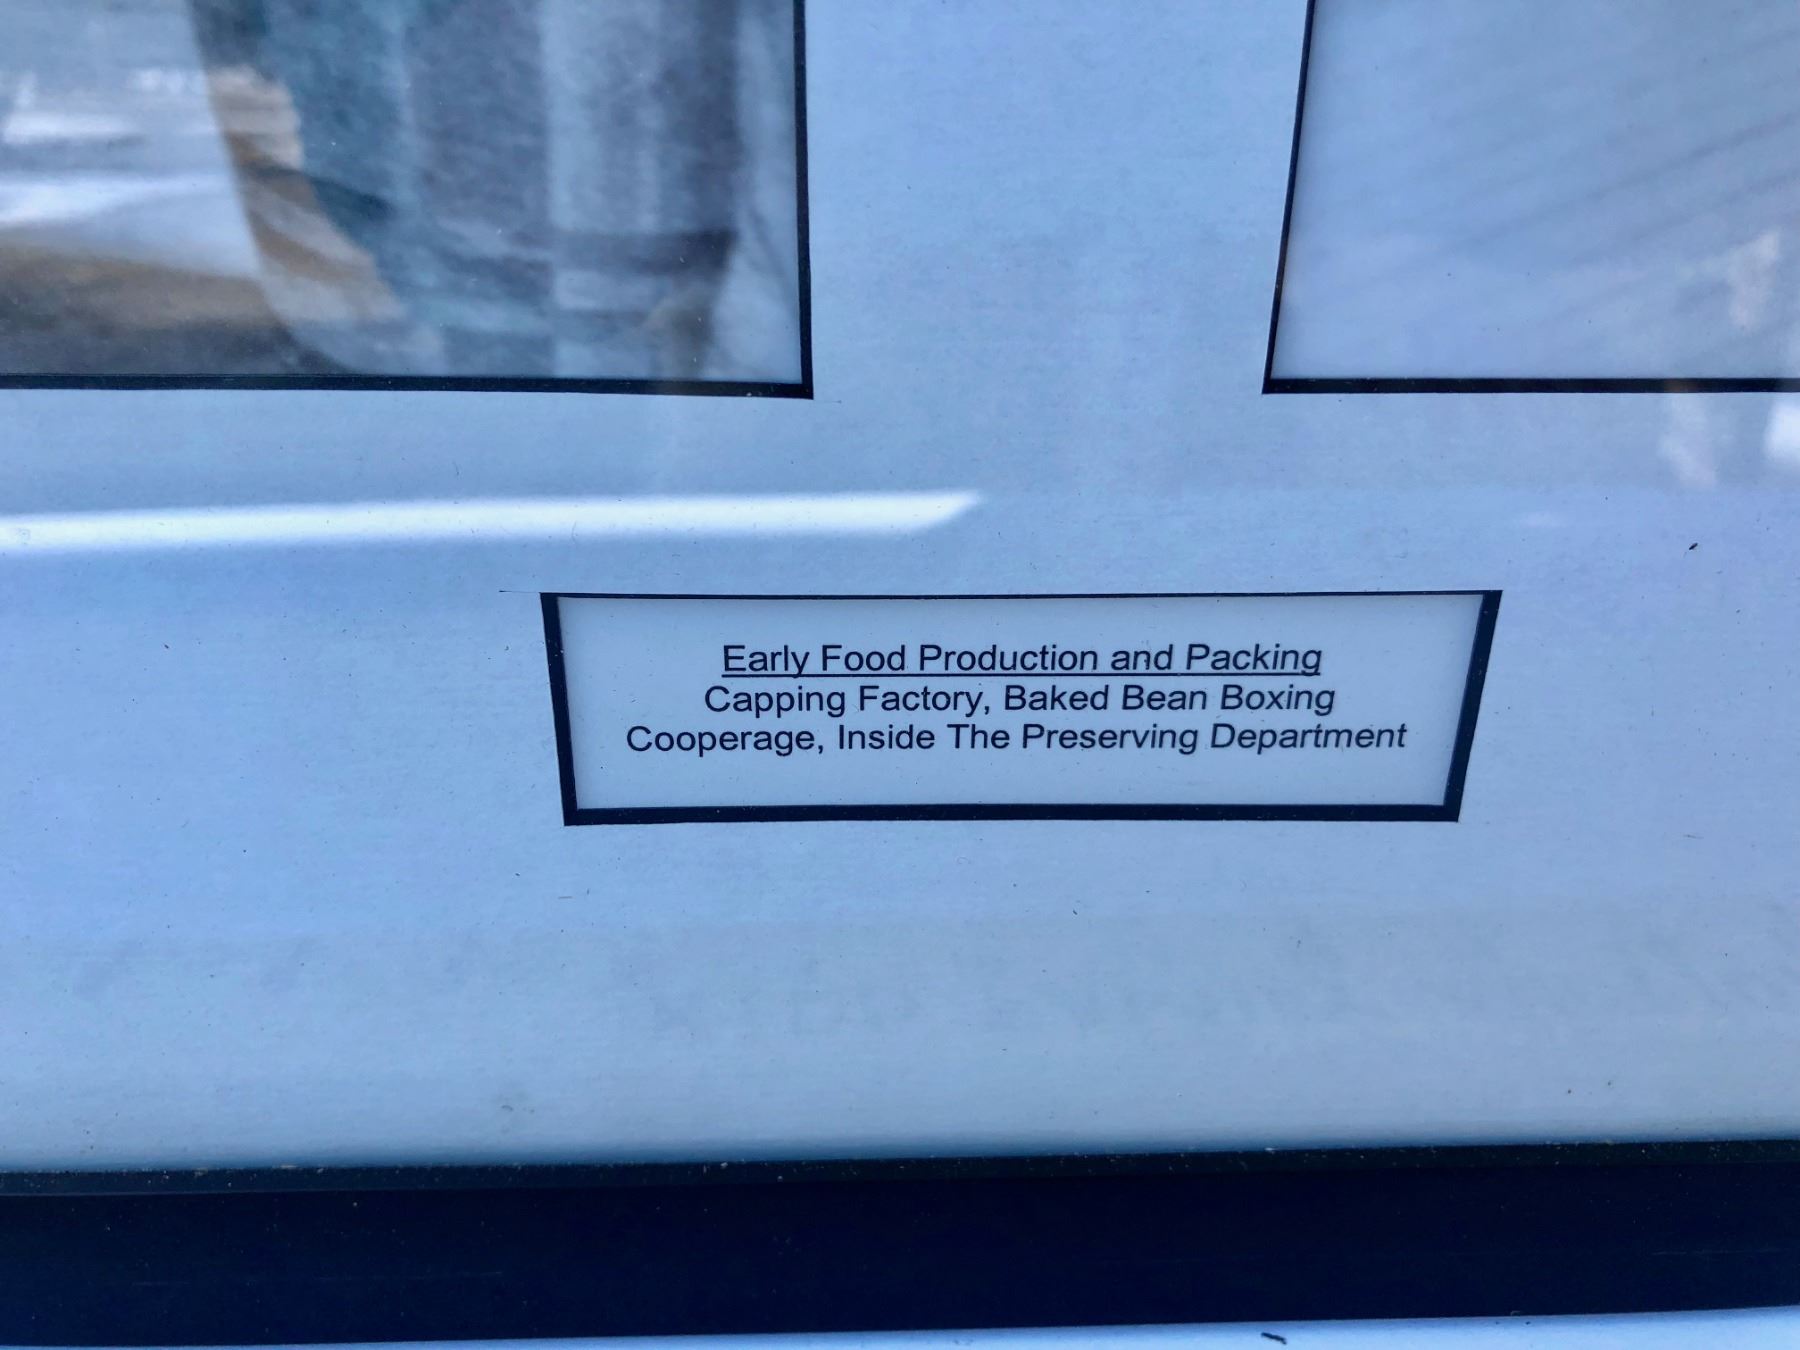 Early Food Production and Packing
Capping Factory, Baked Bean Boxing
Cooperage, Inside The Preserving Department